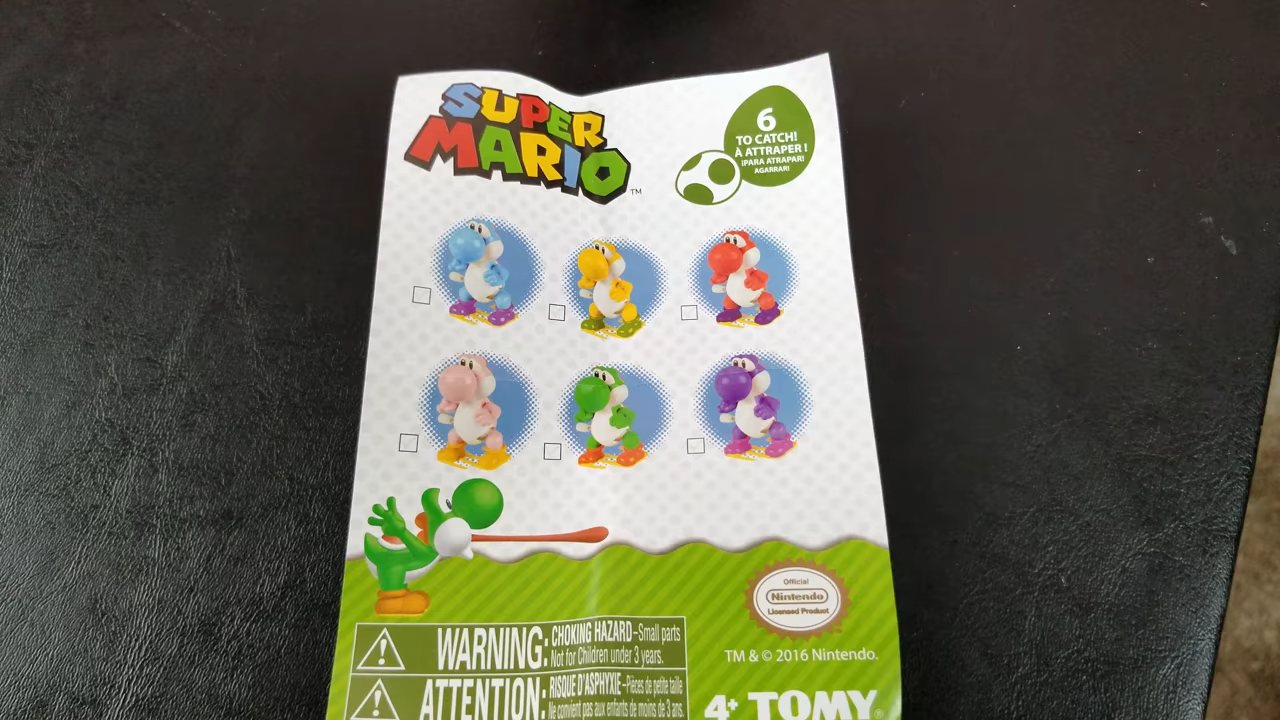 SUPER
MARIO™
6
TO CATCH!
À ATTRAPER !
¡PARA ATRAPAR!
AGARRAR!
Official
Nintendo
Licensed Product
TM & © 2016 Nintendo.
WARNING: CHOKING HAZARD–Small parts
Not for Children under 3 years.
ATTENTION: RISQUE D'ASPHYXIE–Pièces de petite taille
Ne convient pas aux enfants de moins de 3 ans.
4+ TOMY®